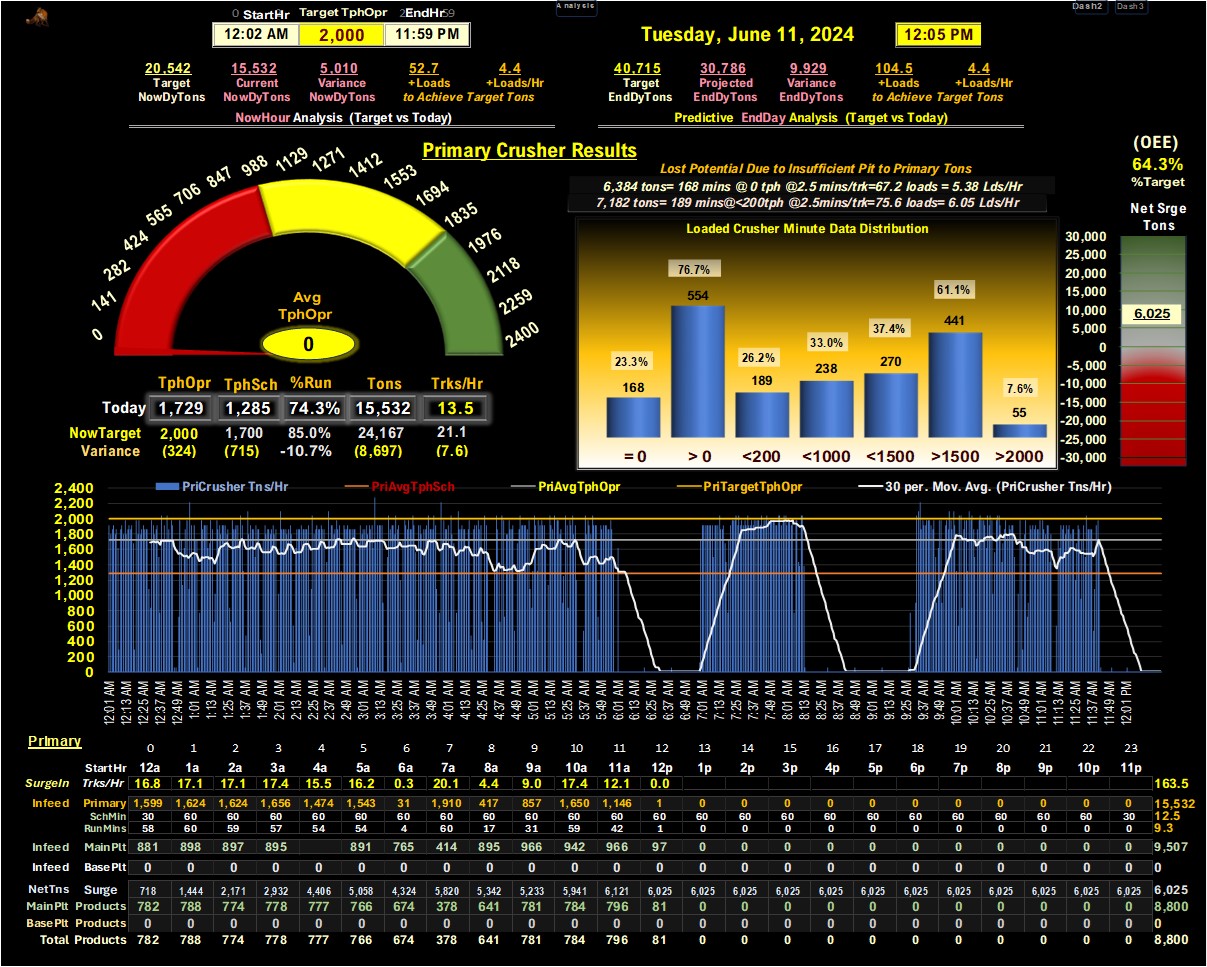 Analysis
Dash2 Dash3
0 StartHr Target TphOpr 2 EndHr 59
12:02 AM 2,000 11:59 PM
Tuesday, June 11, 2024 12:05 PM
20,542 15,532 5,010 52.7 4.4
Target Current Variance +Loads +Loads/Hr
NowDyTons NowDyTons NowDyTons to Achieve Target Tons
NowHour Analysis (Target vs Today)
40,715 30,786 9,929 104.5 4.4
Target Projected Variance +Loads +Loads/Hr
EndDyTons EndDyTons EndDyTons to Achieve Target Tons
Predictive EndDay Analysis (Target vs Today)
Primary Crusher Results
0 141 282 424 565 706 847 988 1129 1271 1412 1553 1694 1835 1976 2118 2259 2400
Avg
TphOpr
0
TphOpr TphSch %Run Tons Trks/Hr
Today 1,729 1,285 74.3% 15,532 13.5
NowTarget 2,000 1,700 85.0% 24,167 21.1
Variance (324) (715) -10.7% (8,697) (7.6)
Lost Potential Due to Insufficient Pit to Primary Tons
6,384 tons= 168 mins @ 0 tph @2.5 mins/trk=67.2 loads = 5.38 Lds/Hr
7,182 tons= 189 mins@<200tph @2.5mins/trk=75.6 loads= 6.05 Lds/Hr
Loaded Crusher Minute Data Distribution
23.3% 76.7% 26.2% 33.0% 37.4% 61.1% 7.6%
168 554 189 238 270 441 55
= 0 > 0 <200 <1000 <1500 >1500 >2000
(OEE)
64.3%
%Target
Net Srge
Tons
30,000
25,000
20,000
15,000
10,000
6,025
5,000
0
-5,000
-10,000
-15,000
-20,000
-25,000
-30,000
PriCrusher Tns/Hr PriAvgTphSch PriAvgTphOpr PriTargetTphOpr 30 per. Mov. Avg. (PriCrusher Tns/Hr)
2,400
2,200
2,000
1,800
1,600
1,400
1,200
1,000
800
600
400
200
0
12:01 AM 12:13 AM 12:25 AM 12:37 AM 12:49 AM 1:01 AM 1:13 AM 1:25 AM 1:37 AM 1:49 AM 2:01 AM 2:13 AM 2:25 AM 2:37 AM 2:49 AM 3:01 AM 3:13 AM 3:25 AM 3:37 AM 3:49 AM 4:01 AM 4:13 AM 4:25 AM 4:37 AM 4:49 AM 5:01 AM 5:13 AM 5:25 AM 5:37 AM 5:49 AM 6:01 AM 6:13 AM 6:25 AM 6:37 AM 6:49 AM 7:01 AM 7:13 AM 7:25 AM 7:37 AM 7:49 AM 8:01 AM 8:13 AM 8:25 AM 8:37 AM 8:49 AM 9:01 AM 9:13 AM 9:25 AM 9:37 AM 9:49 AM 10:01 AM 10:13 AM 10:25 AM 10:37 AM 10:49 AM 11:01 AM 11:13 AM 11:25 AM 11:37 AM 11:49 AM 12:01 PM
Primary
0 1 2 3 4 5 6 7 8 9 10 11 12 13 14 15 16 17 18 19 20 21 22 23
StartHr 12a 1a 2a 3a 4a 5a 6a 7a 8a 9a 10a 11a 12p 1p 2p 3p 4p 5p 6p 7p 8p 9p 10p 11p
SurgeIn Trks/Hr 16.8 17.1 17.1 17.4 15.5 16.2 0.3 20.1 4.4 9.0 17.4 12.1 0.0 163.5
Infeed Primary 1,599 1,624 1,624 1,656 1,474 1,543 31 1,910 417 857 1,650 1,146 1 0 0 0 0 0 0 0 0 0 0 0 15,532
SchMin 30 60 60 60 60 60 60 60 60 60 60 60 60 60 60 60 60 60 60 60 60 60 60 30 12.5
RunMins 58 60 59 57 54 54 4 60 17 31 59 42 1 0 0 0 0 0 0 0 0 0 0 0 9.3
Infeed MainPlt 881 898 897 895 891 765 414 895 966 942 966 97 0 0 0 0 0 0 0 0 0 0 0 9,507
Infeed BasePlt 0 0 0 0 0 0 0 0 0 0 0 0 0 0 0 0 0 0 0 0 0 0 0 0 0
NetTns Surge 718 1,444 2,171 2,932 4,406 5,058 4,324 5,820 5,342 5,233 5,941 6,121 6,025 6,025 6,025 6,025 6,025 6,025 6,025 6,025 6,025 6,025 6,025 6,025 6,025
MainPlt Products 782 788 774 778 777 766 674 378 641 781 784 796 81 0 0 0 0 0 0 0 0 0 0 0 8,800
BasePlt Products 0 0 0 0 0 0 0 0 0 0 0 0 0 0 0 0 0 0 0 0 0 0 0 0 0
Total Products 782 788 774 778 777 766 674 378 641 781 784 796 81 0 0 0 0 0 0 0 0 0 0 0 8,800